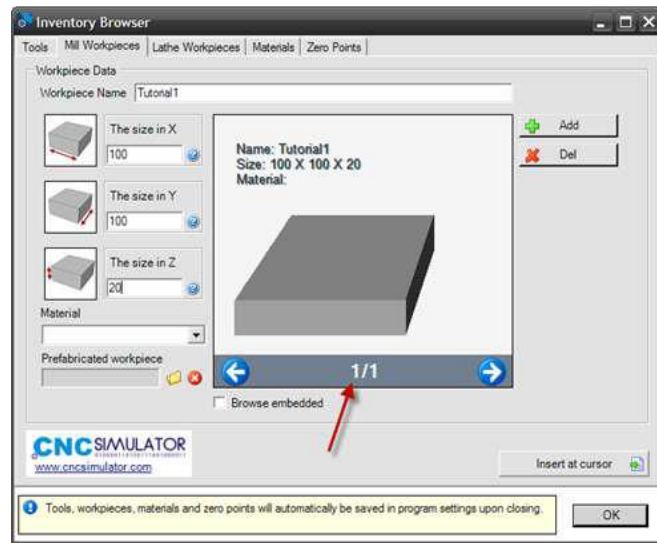 Inventory Browser
Tools Mill Workpieces Lathe Workpieces Materials Zero Points
Workpiece Data
Workpiece Name Tutorial1
The size in X
100
The size in Y
100
The size in Z
20
Material
Prefabricated workpiece
Name: Tutorial1
Size: 100 X 100 X 20
Material:
1/1
Browse embedded
Add
Del
CNCSIMULATOR
www.cncsimulator.com
Insert at cursor
Tools, workpieces, materials and zero points will automatically be saved in program settings upon closing.
OK